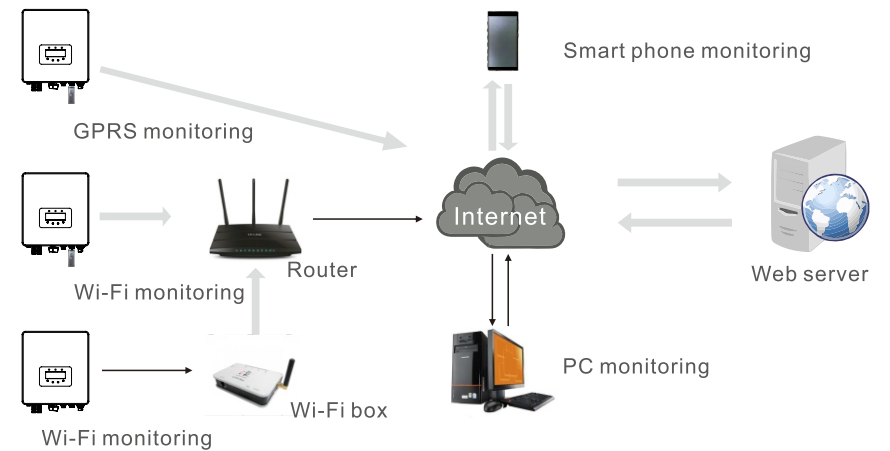 Smart phone monitoring
GPRS monitoring
Internet
Router
Web server
Wi-Fi monitoring
PC monitoring
Wi-Fi box
Wi-Fi monitoring